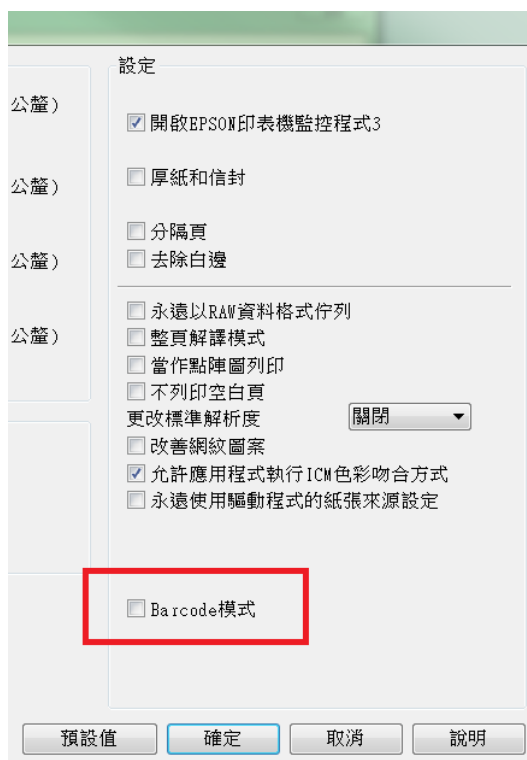 設定
公釐)
開啟EPSON印表機監控程式3
公釐)
厚紙和信封
分隔頁
公釐)
去除白邊
永遠以RAW資料格式佇列
公釐)
整頁解譯模式
當作點陣圖列印
不列印空白頁
更改標準解析度 關閉
改善網紋圖案
允許應用程式執行ICM色彩吻合方式
永遠使用驅動程式的紙張來源設定
Barcode模式
預設值 確定 取消 說明